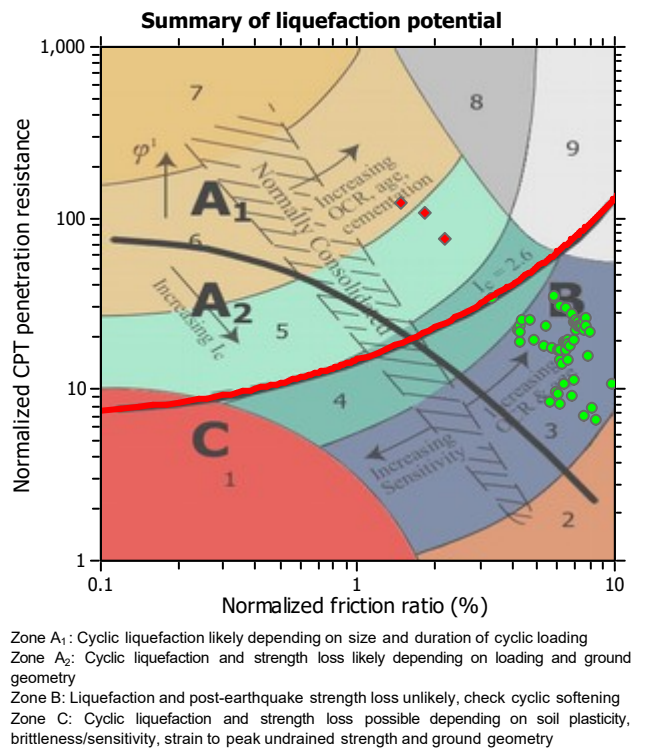 Summary of liquefaction potential
1,000
100
10
1
Normalized CPT penetration resistance
7
8
9
φ'
Increasing
OCR, age,
cementation
A1
Normally Consolidated
6
Ic = 2.6
A2
Increasing Ic
B
5
4
Increasing
OCR & age
3
C
Increasing
Sensitivity
1
2
0.1
1
10
Normalized friction ratio (%)
Zone A1: Cyclic liquefaction likely depending on size and duration of cyclic loading
Zone A2: Cyclic liquefaction and strength loss likely depending on loading and ground
geometry
Zone B: Liquefaction and post-earthquake strength loss unlikely, check cyclic softening
Zone C: Cyclic liquefaction and strength loss possible depending on soil plasticity,
brittleness/sensitivity, strain to peak undrained strength and ground geometry